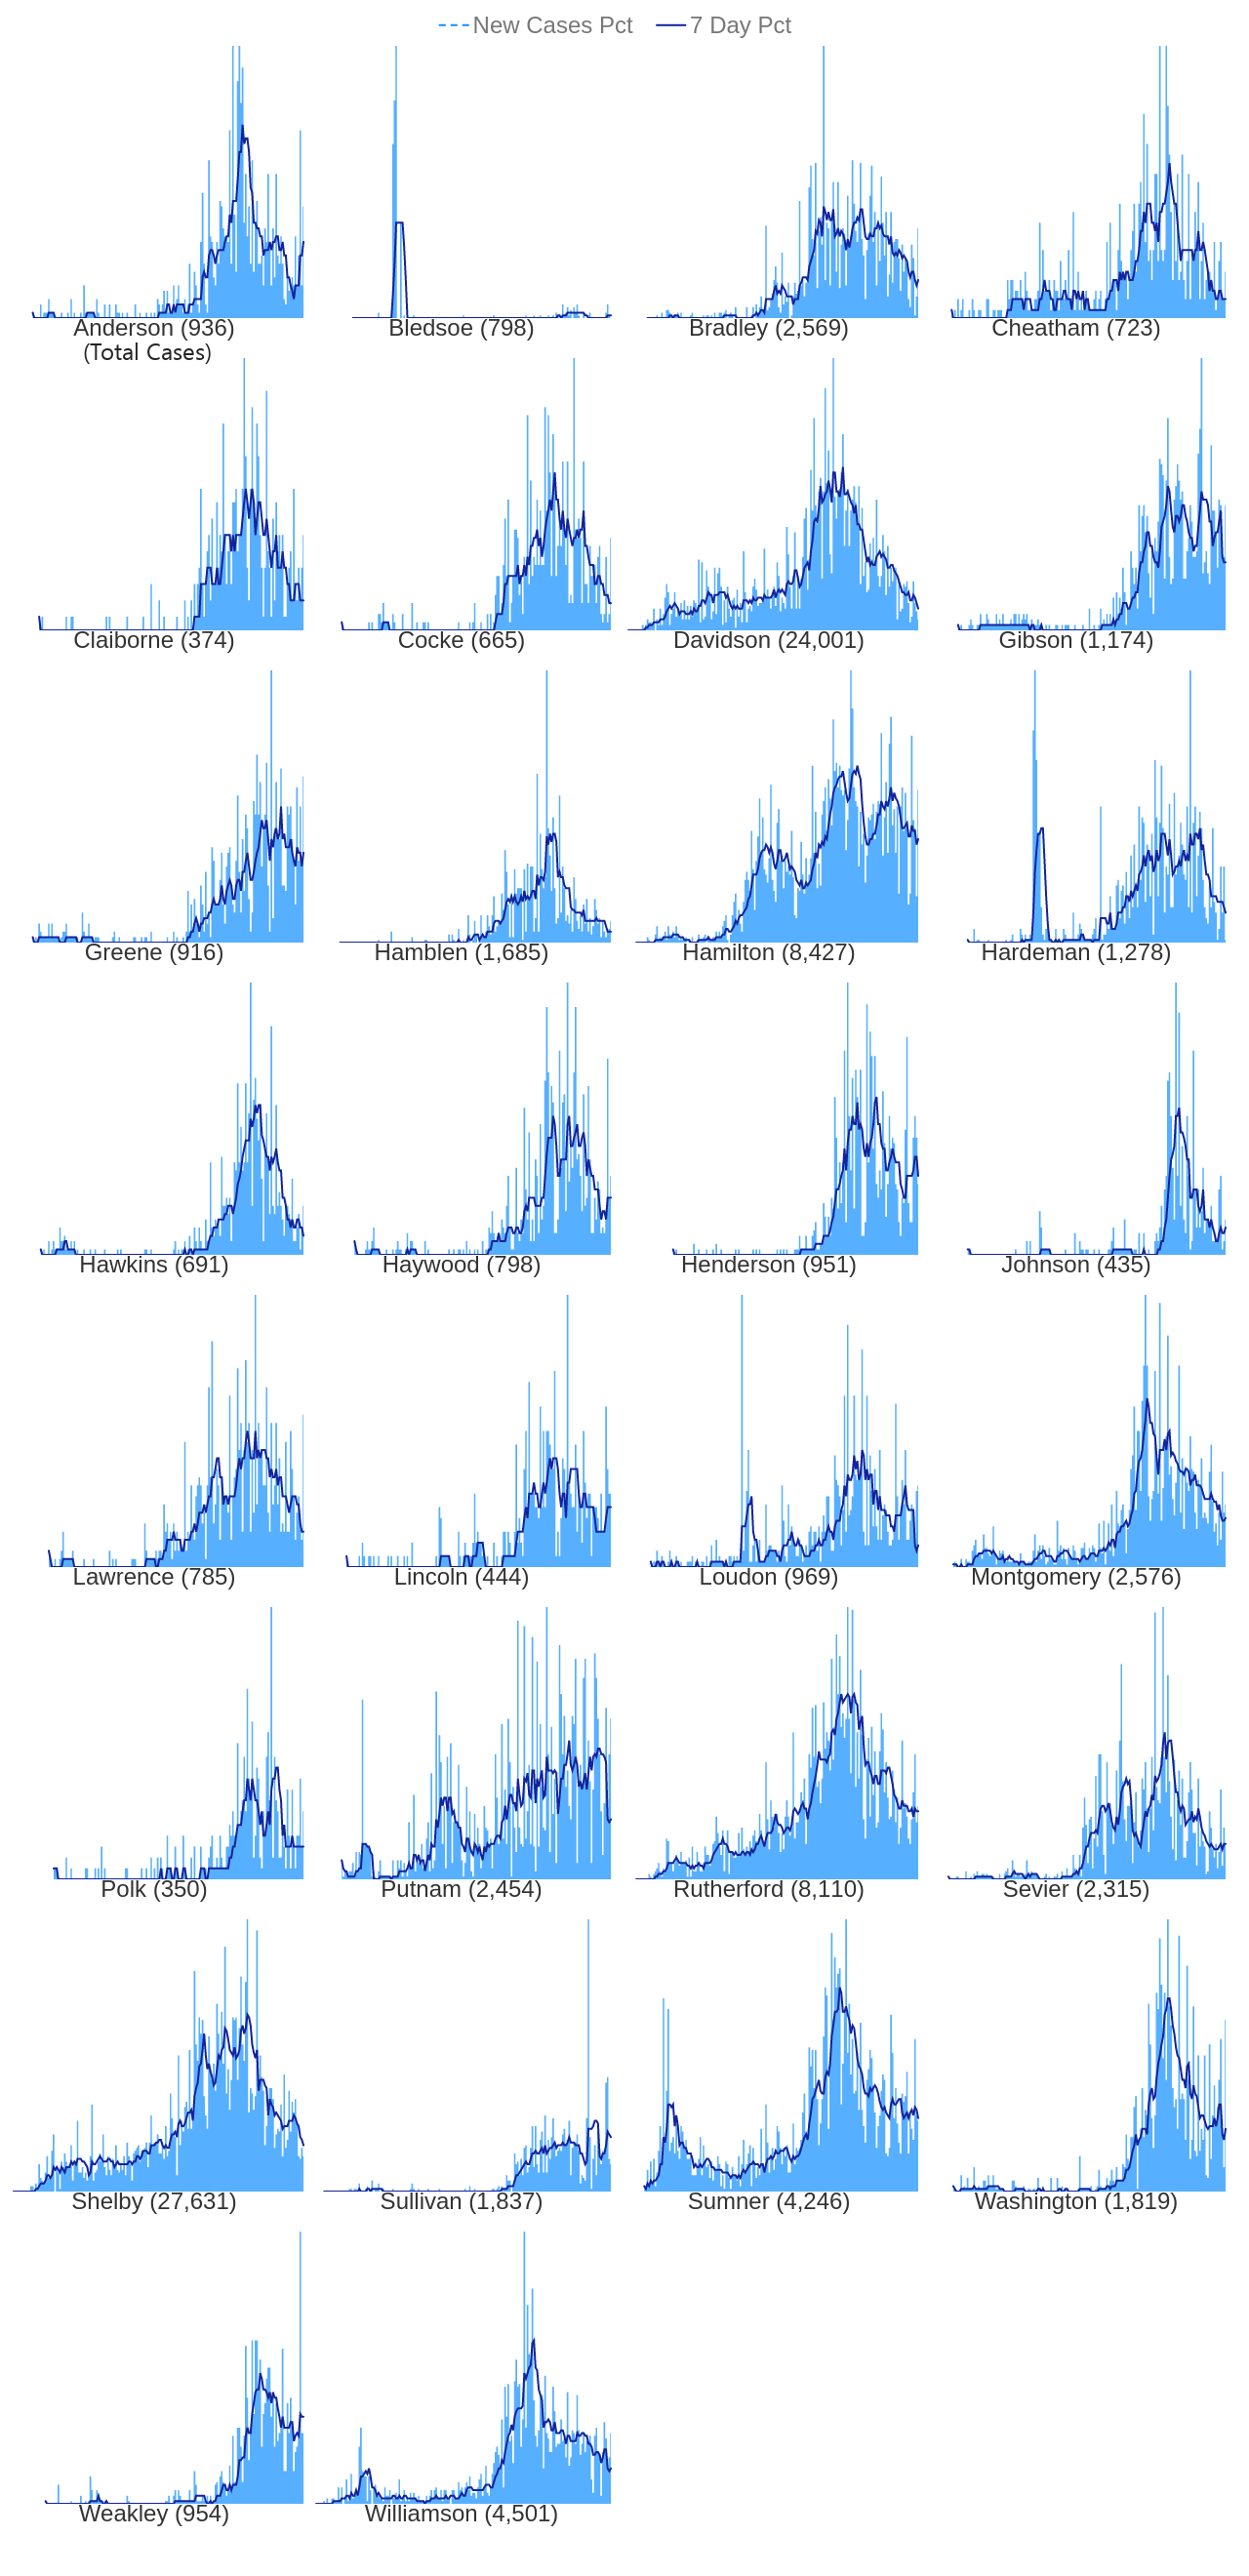 New Cases Pct 7 Day Pct
Anderson (936) Bledsoe (798) Bradley (2,569) Cheatham (723)
(Total Cases)
Claiborne (374) Cocke (665) Davidson (24,001) Gibson (1,174)
Greene (916) Hamblen (1,685) Hamilton (8,427) Hardeman (1,278)
Hawkins (691) Haywood (798) Henderson (951) Johnson (435)
Lawrence (785) Lincoln (444) Loudon (969) Montgomery (2,576)
Polk (350) Putnam (2,454) Rutherford (8,110) Sevier (2,315)
Shelby (27,631) Sullivan (1,837) Sumner (4,246) Washington (1,819)
Weakley (954) Williamson (4,501)